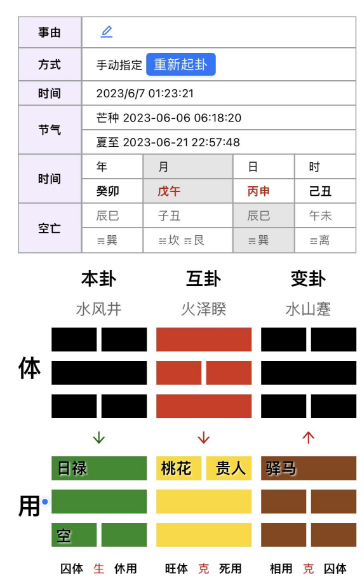 事由
方式 手动指定 重新起卦
时间 2023/6/7 01:23:21
节气 芒种 2023-06-06 06:18:20
夏至 2023-06-21 22:57:48
时间 年 月 日 时
癸卯 戊午 丙申 己丑
空亡 辰巳 子丑 辰巳 午未
☴巽 ☵坎 ☶艮 ☴巽 ☲离
本卦 互卦 变卦
水风井 火泽睽 水山蹇
体
↓ ↓ ↑
日禄 桃花 贵人 驿马
用
空
囚体 生 休用 旺体 克 死用 相用 克 囚体